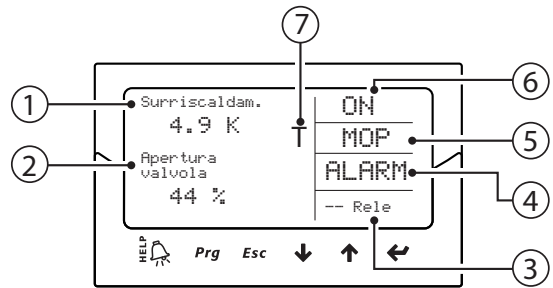 7
1
Surriscaldam.
4.9 K
T
2
Apertura
valvola
44 %
ON
6
MOP
5
ALARM
4
-- Rele
3
HELP
Prg
Esc